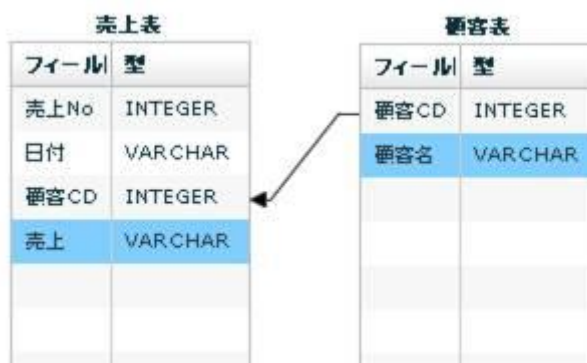 売上表
フィール 型
売上No INTEGER
日付 VARCHAR
顧客CD INTEGER
売上 VARCHAR
顧客表
フィール 型
顧客CD INTEGER
顧客名 VARCHAR